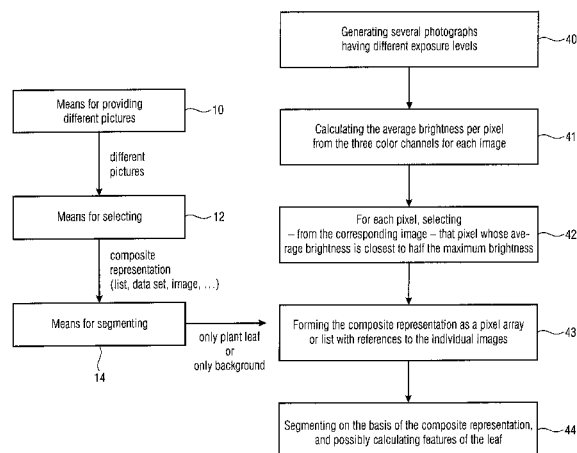 Means for providing
different pictures
10
different
pictures
Means for selecting
12
composite
representation
(list, data set, image, ...)
Means for segmenting
14
only plant leaf
or
only background
Generating several photographs
having different exposure levels
40
Calculating the average brightness per pixel
from the three color channels for each image
41
For each pixel, selecting
– from the corresponding image – that pixel whose ave-
rage brightness is closest to half the maximum brightness
42
Forming the composite representation as a pixel array
or list with references to the individual images
43
Segmenting on the basis of the composite representation,
and possibly calculating features of the leaf
44